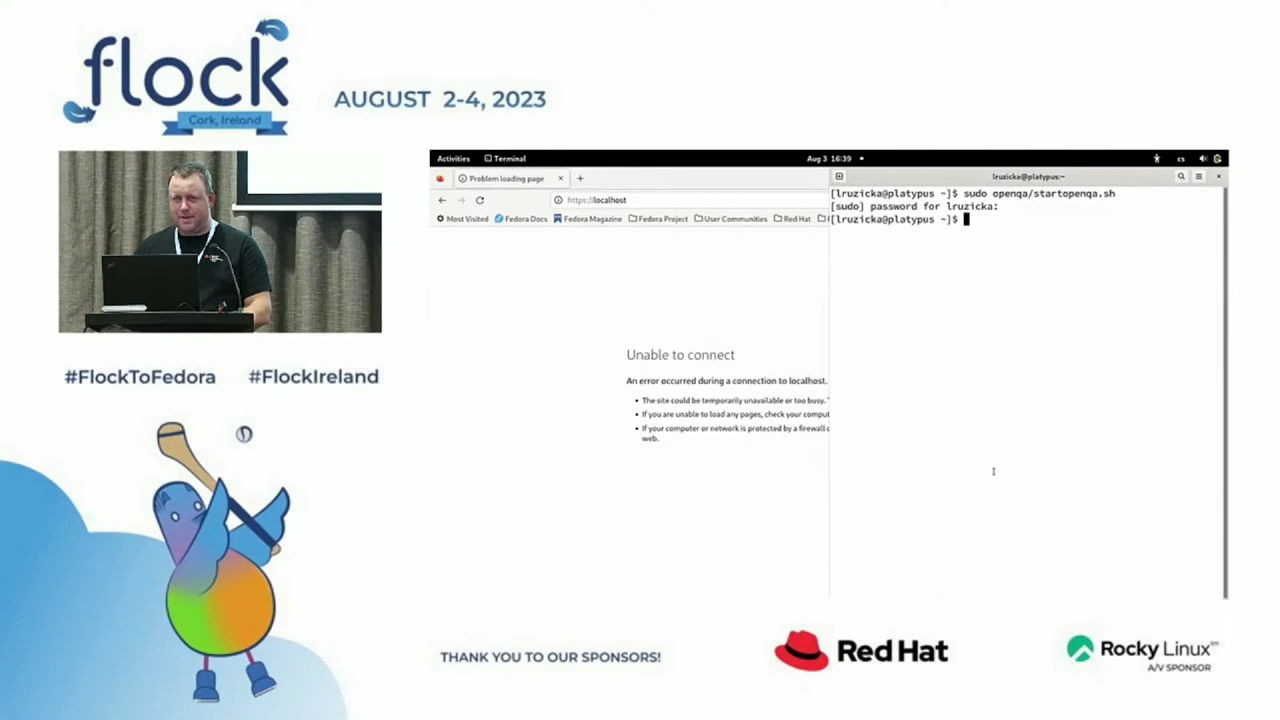 flock
Cork, Ireland
AUGUST 2-4, 2023
#FlockToFedora #FlockIreland
Activities Terminal Aug 3 16:39 cs
Problem loading page
https://localhost
Most Visited Fedora Docs Fedora Magazine Fedora Project User Communities Red Hat
Unable to connect
An error occurred during a connection to localhost.
The site could be temporarily unavailable or too busy.
If you are unable to load any pages, check your comput
If your computer or network is protected by a firewall
web.
lruzicka@platypus:~
[lruzicka@platypus ~]$ sudo openqa/startopenqa.sh
[sudo] password for lruzicka:
[lruzicka@platypus ~]$
THANK YOU TO OUR SPONSORS!
Red Hat
Rocky Linux™
A/V SPONSOR